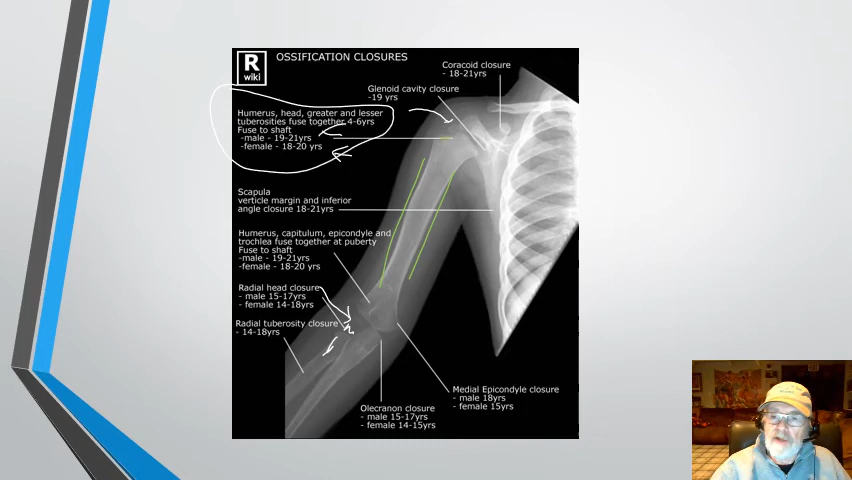 R
wiki
OSSIFICATION CLOSURES
Coracoid closure
- 18-21yrs
Glenoid cavity closure
-19 yrs
Humerus, head, greater and lesser
tuberosities fuse together 4-6yrs
Fuse to shaft
-male - 19-21yrs
-female - 18-20 yrs
Scapula
verticle margin and inferior
angle closure 18-21yrs
Humerus, capitulum, epicondyle and
trochlea fuse together at puberty
Fuse to shaft
-male - 19-21yrs
-female - 18-20 yrs
Radial head closure
- male 15-17yrs
- female 14-18yrs
Radial tuberosity closure
- 14-18yrs
Medial Epicondyle closure
- male 18yrs
- female 15yrs
Olecranon closure
- male 15-17yrs
- female 14-15yrs